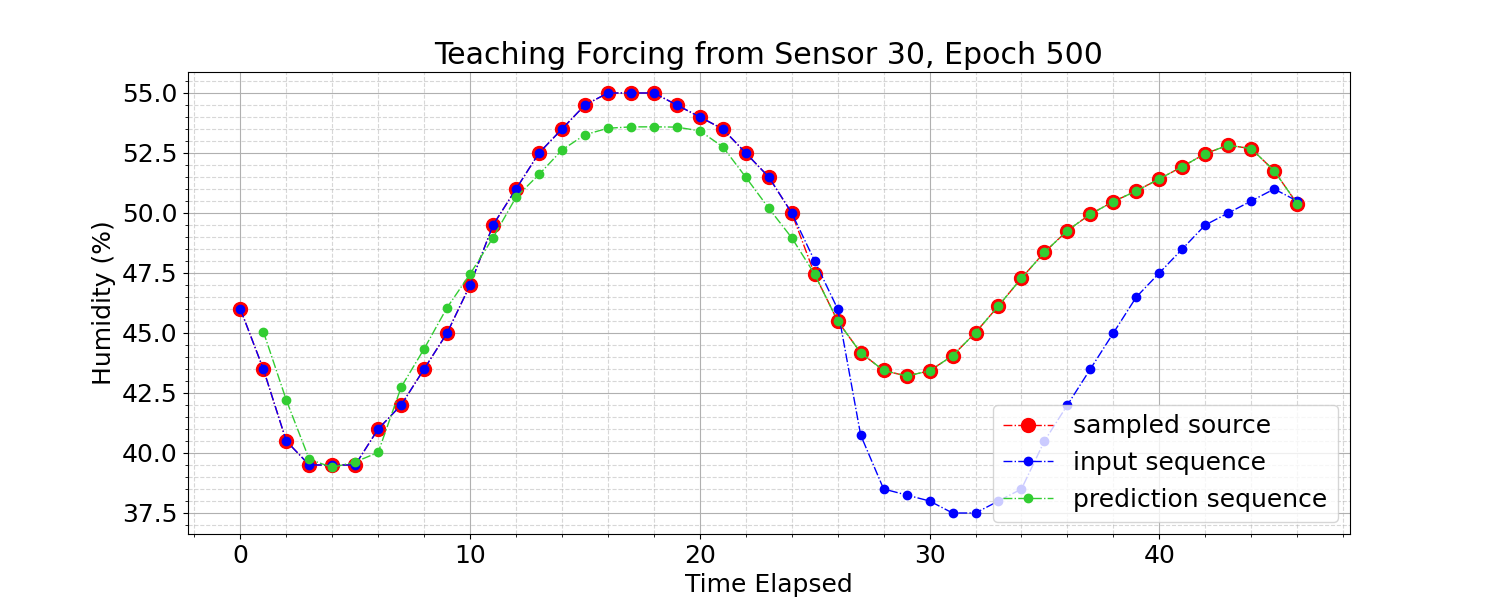 Teaching Forcing from Sensor 30, Epoch 500
55.0
52.5
50.0
47.5
45.0
42.5
40.0
37.5
Humidity (%)
sampled source
input sequence
prediction sequence
0 10 20 30 40
Time Elapsed